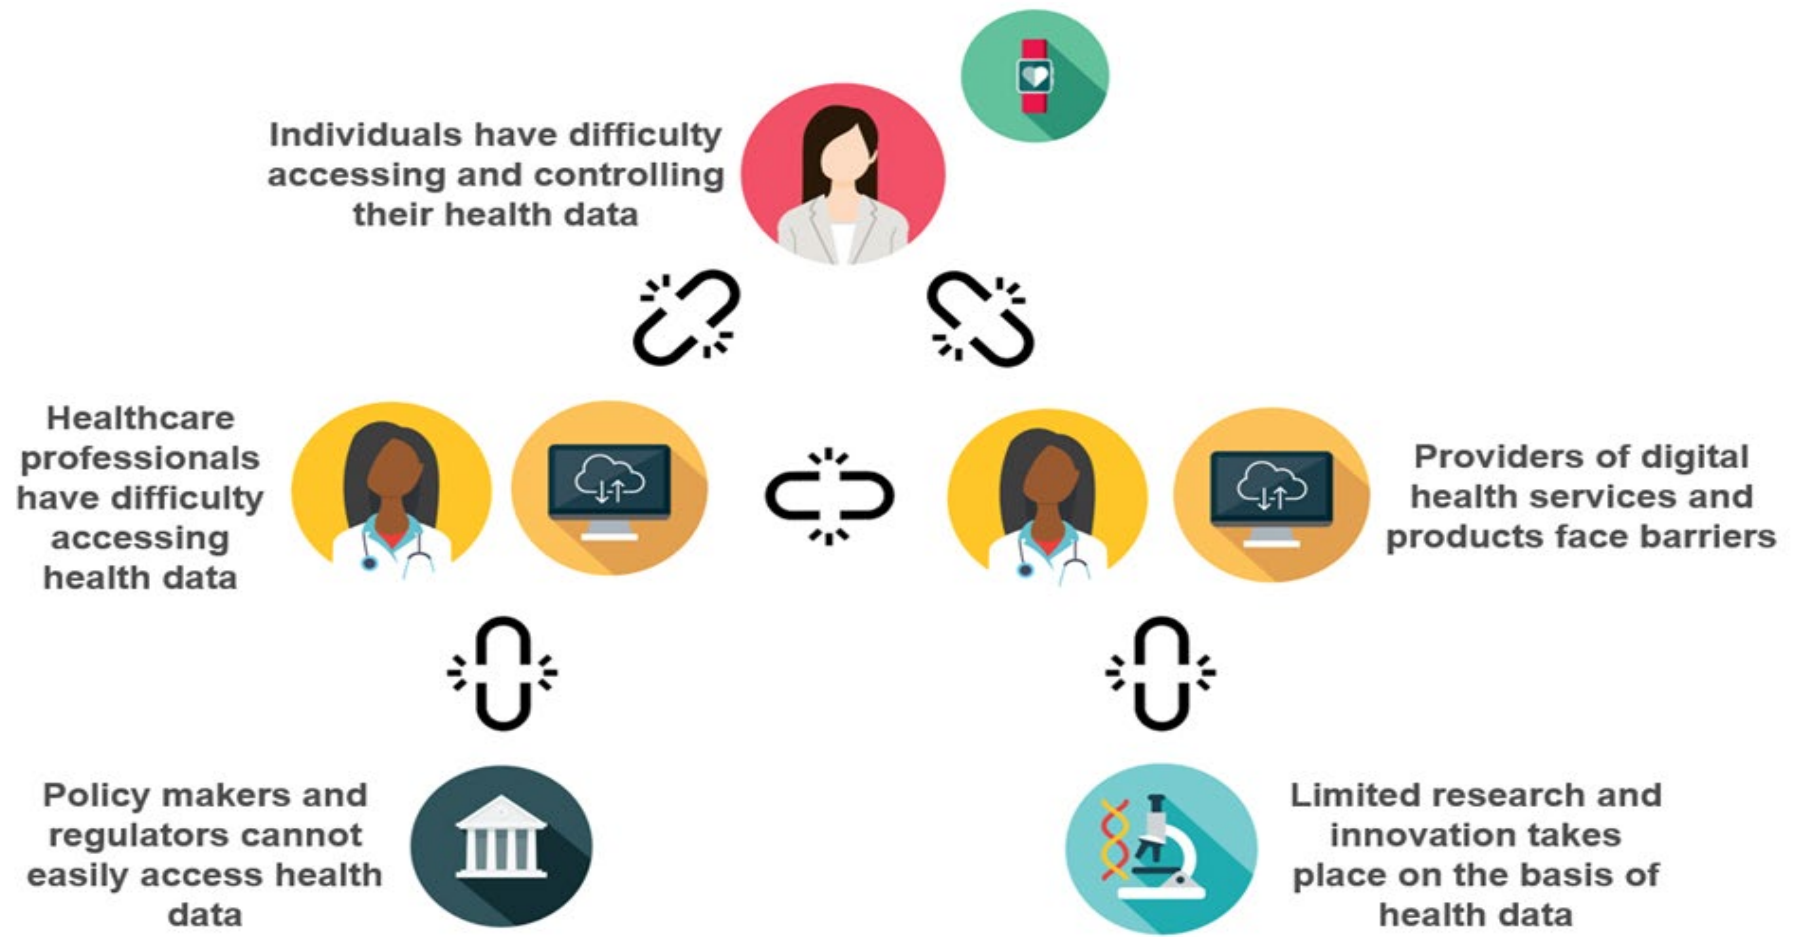 Individuals have difficulty
accessing and controlling
their health data
Healthcare
professionals
have difficulty
accessing
health data
Providers of digital
health services and
products face barriers
Policy makers and
regulators cannot
easily access health
data
Limited research and
innovation takes
place on the basis of
health data